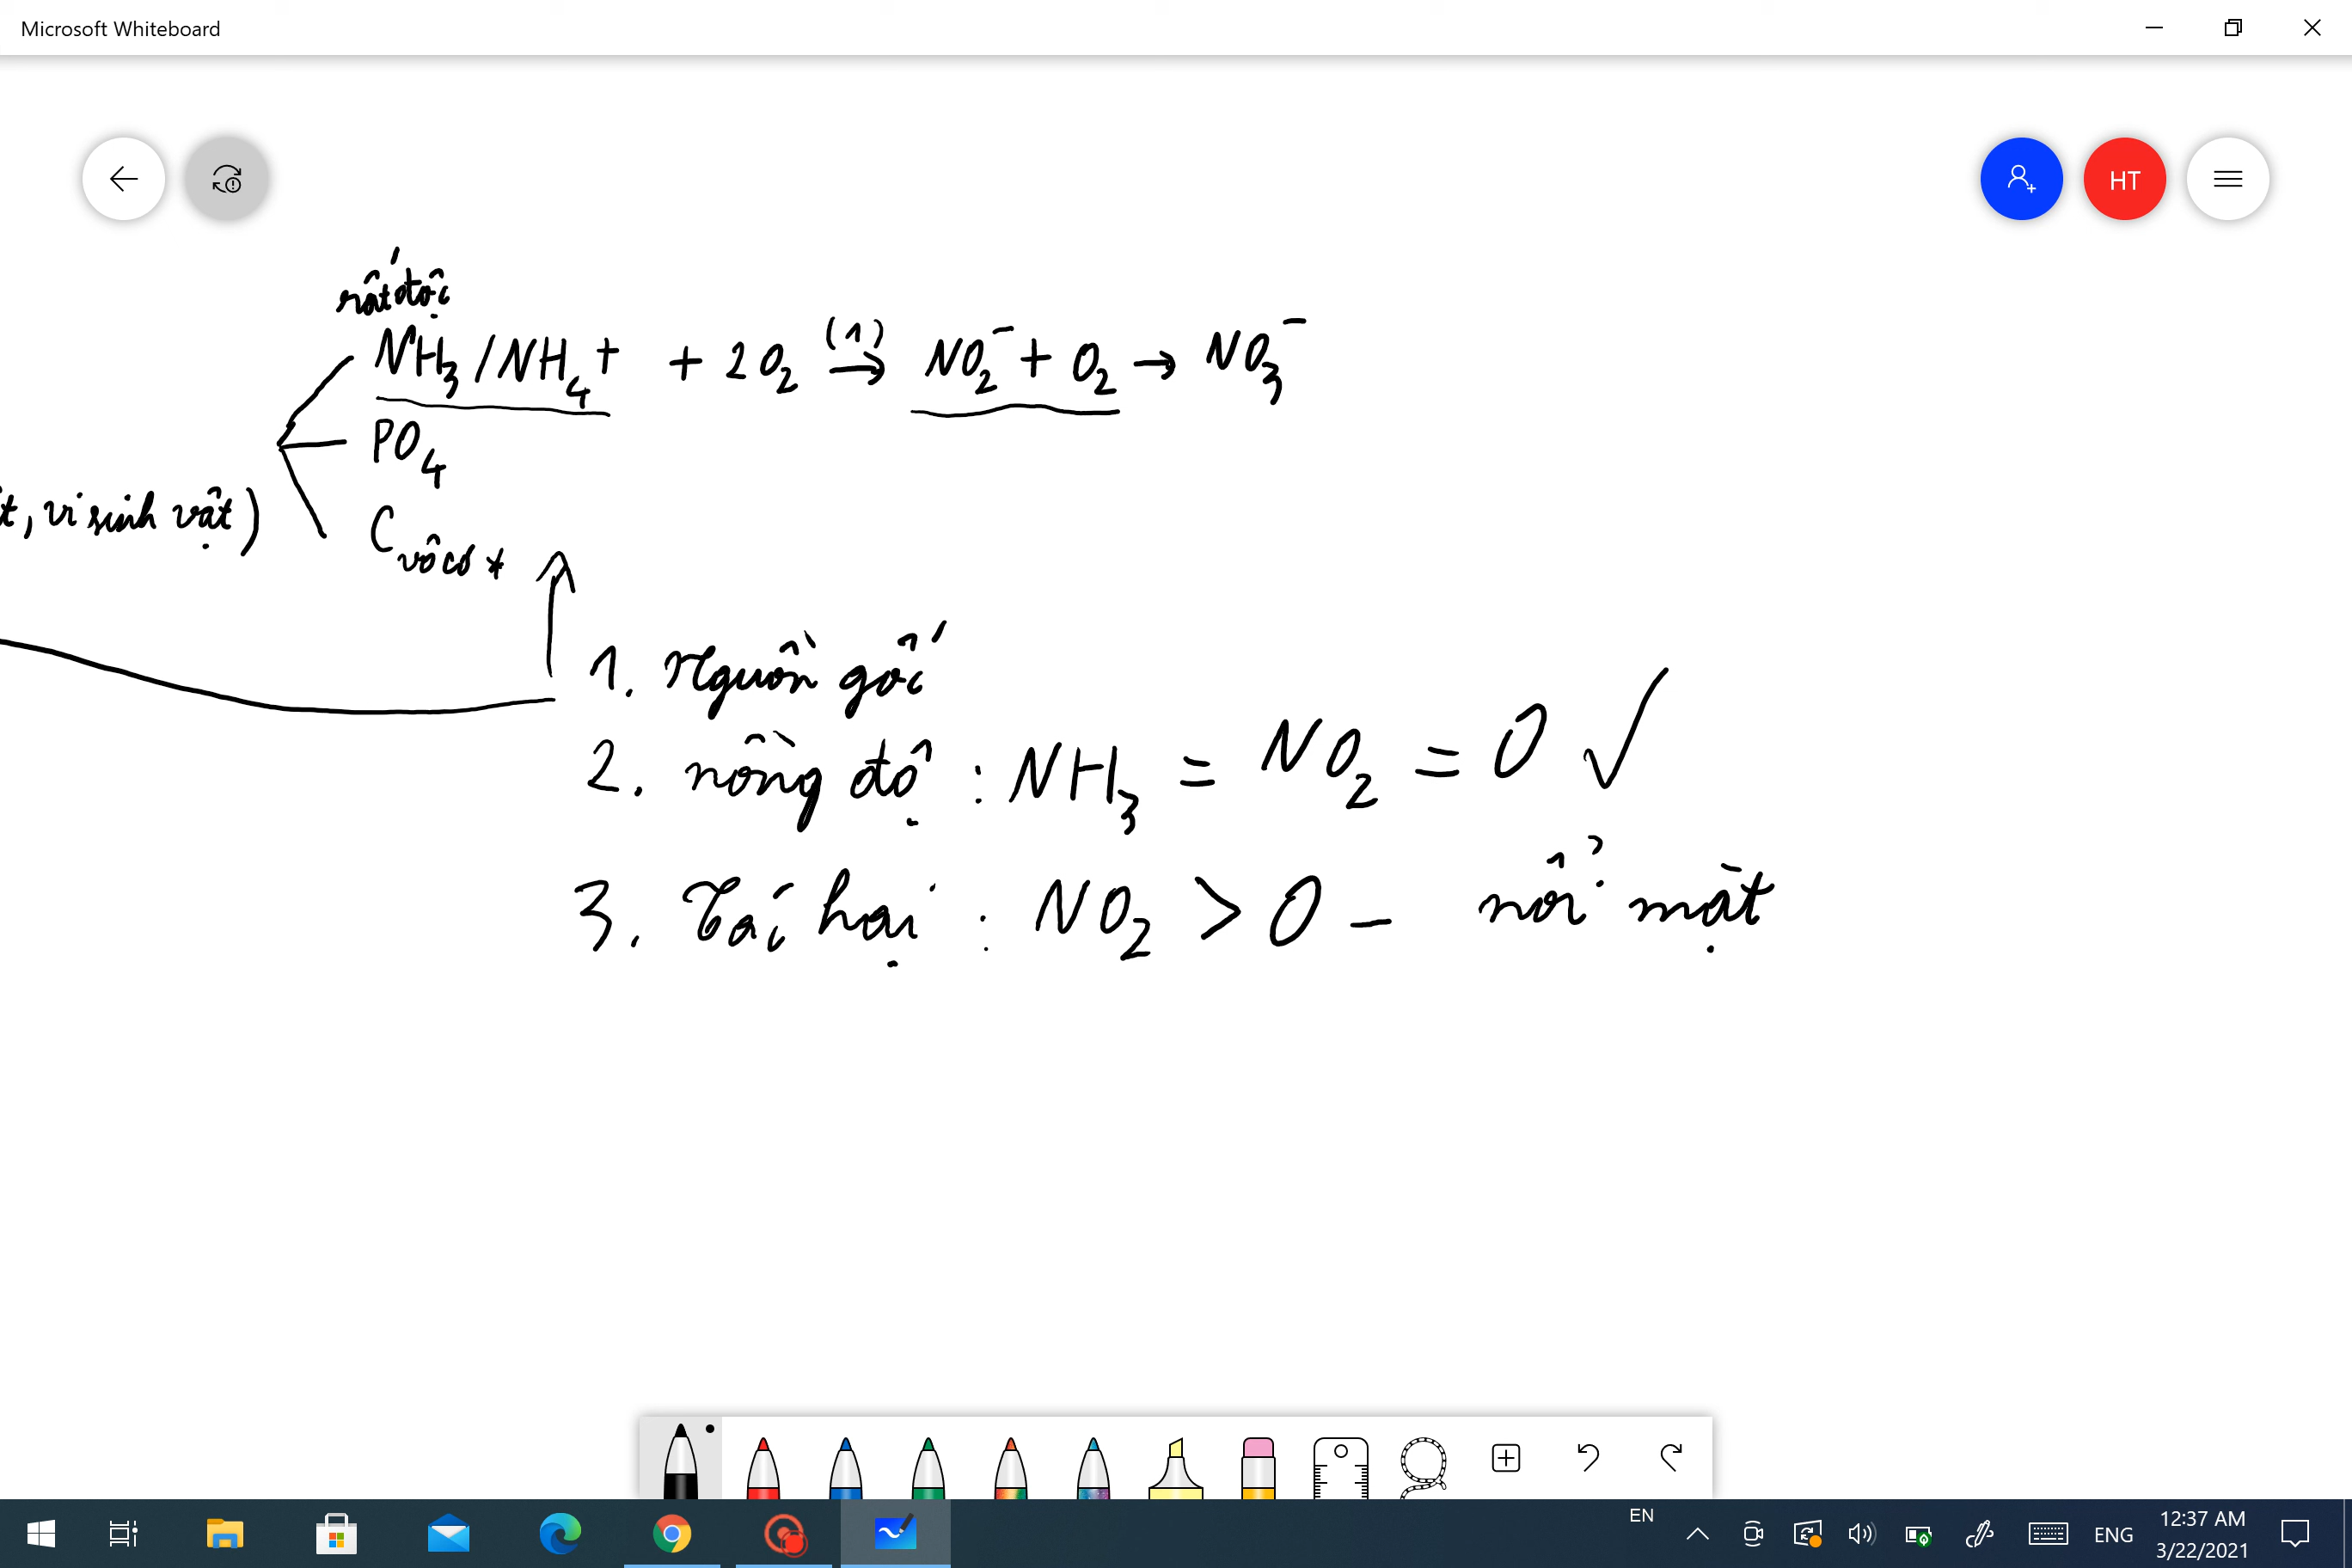 Microsoft Whiteboard
HT
rất độc
NH₃/NH₄+ + 2O₂ (1)→ NO₂⁻ + O₂ → NO₃⁻
PO₄
, vi sinh vật)
C vô cơ *
1. Nguồn gốc
2. nồng độ : NH₃ = NO₂ = 0 ✓
3. Tác hại : NO₂ > 0 – nổi mặt
EN
ENG
12:37 AM
3/22/2021